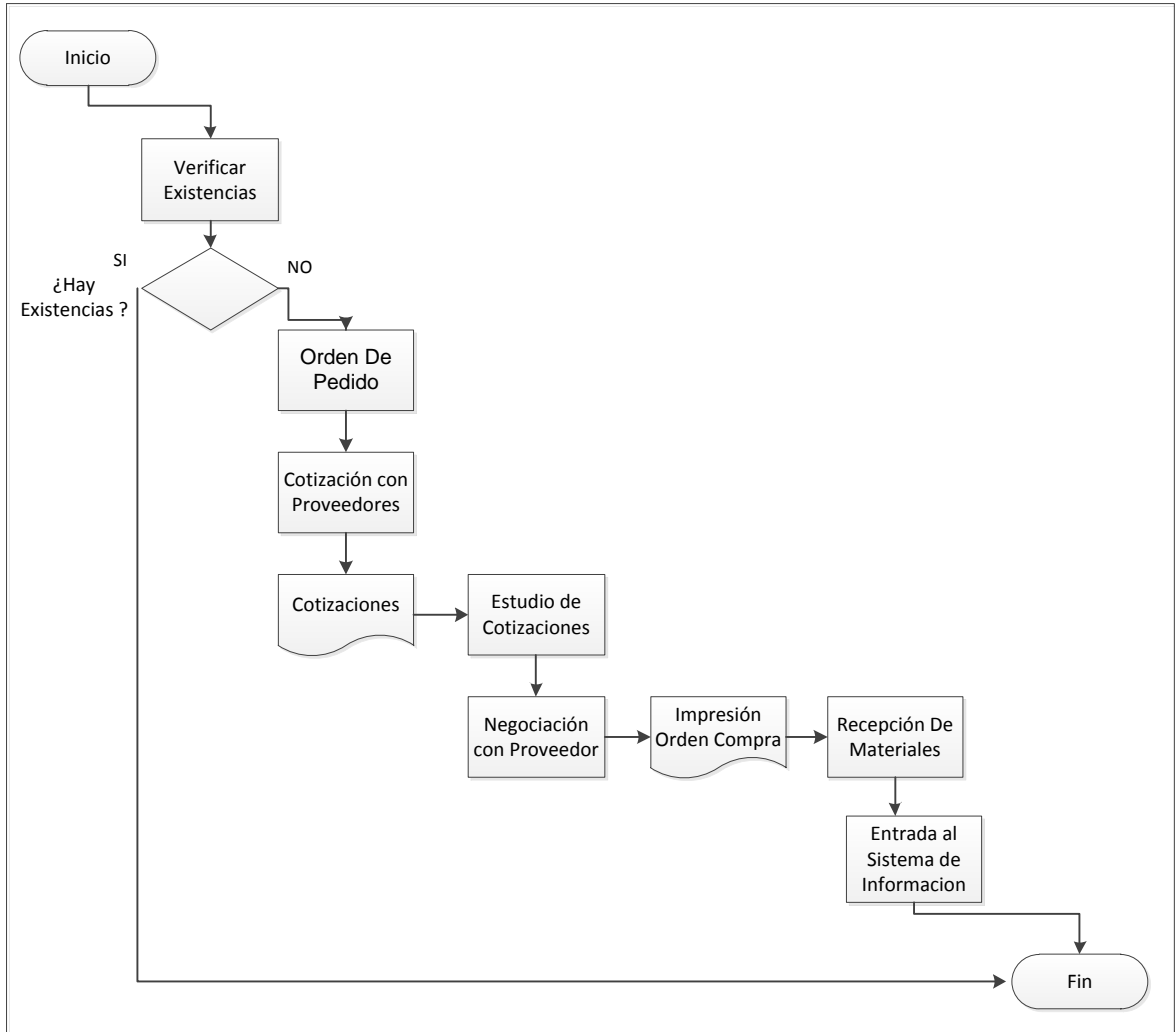 Inicio
Verificar
Existencias
SI
¿Hay
Existencias ?
NO
Orden De
Pedido
Cotización con
Proveedores
Cotizaciones
Estudio de
Cotizaciones
Negociación
con Proveedor
Impresión
Orden Compra
Recepción De
Materiales
Entrada al
Sistema de
Informacion
Fin